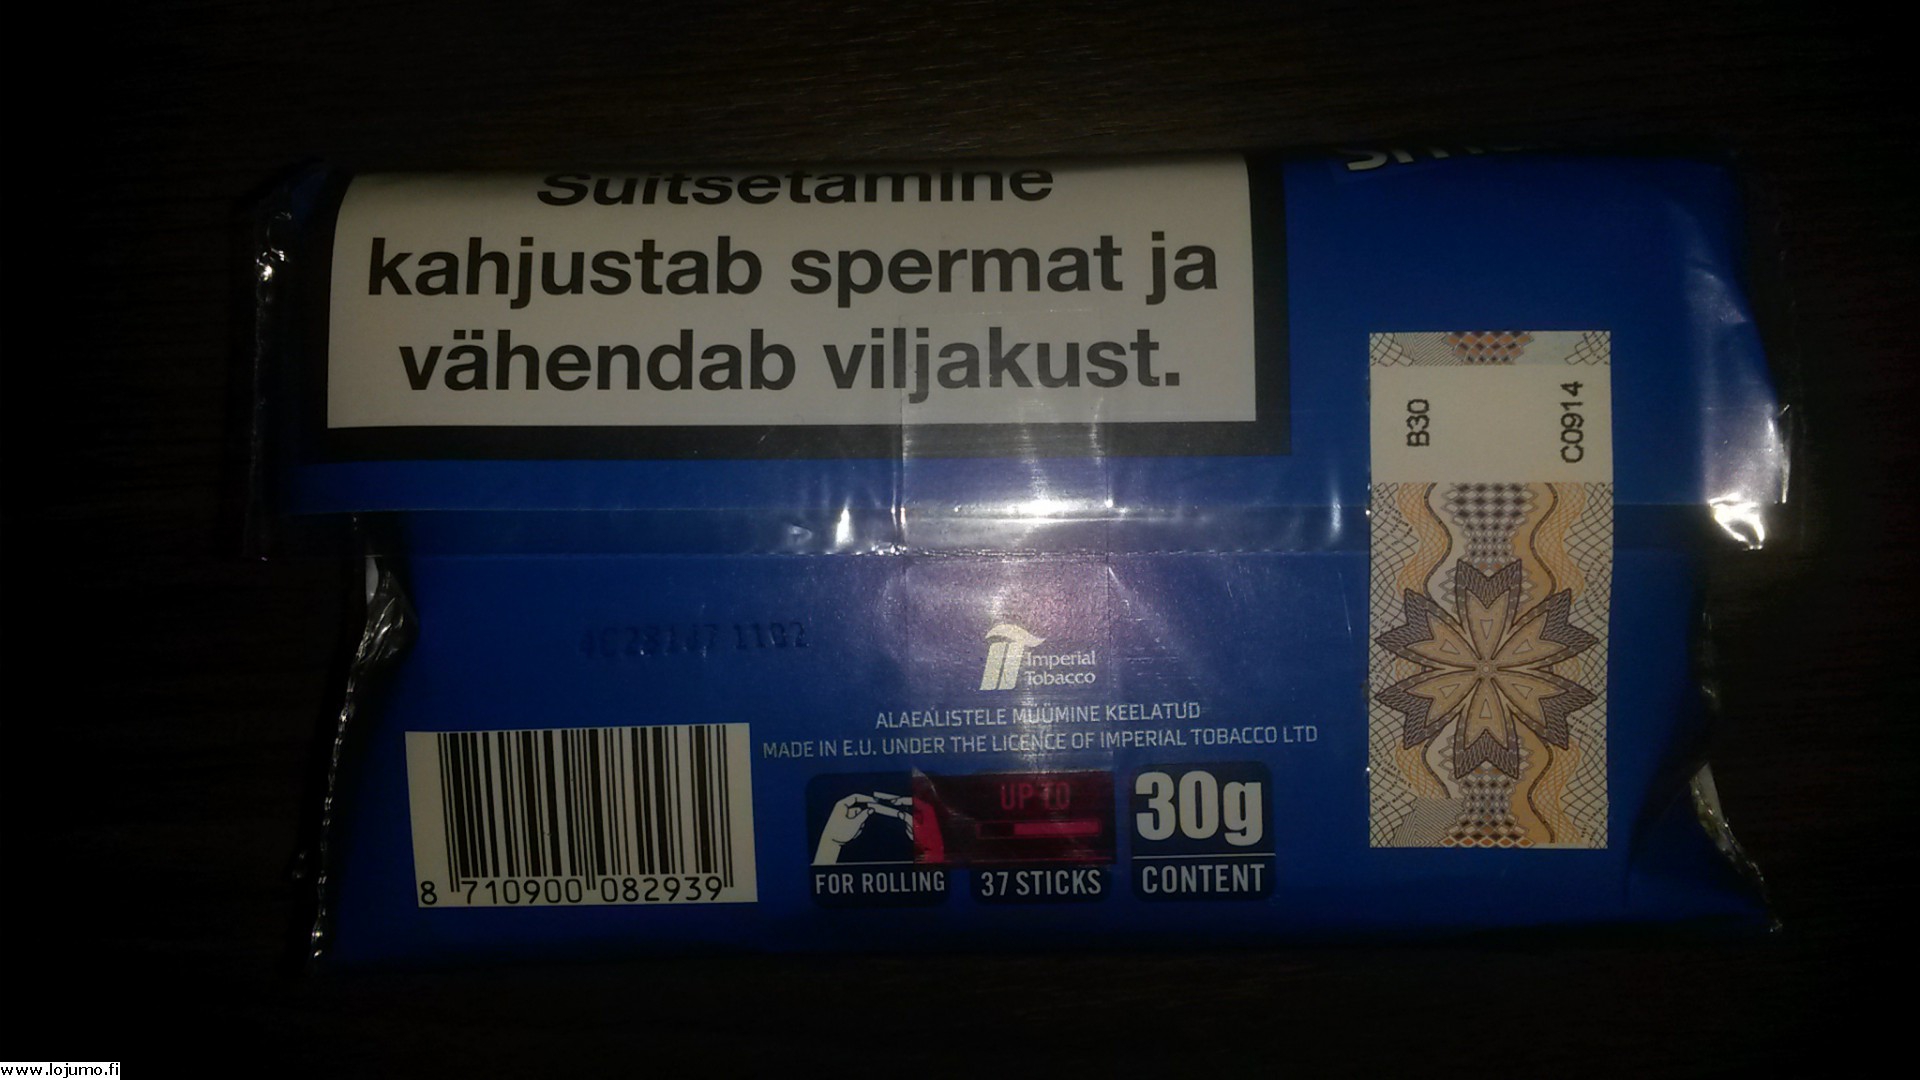 Suitsetamine
kahjustab spermat ja
vähendab viljakust.
B30
C0914
1102
Imperial
Tobacco
ALAEALISTELE MÜÜMINE KEELATUD
MADE IN E.U. UNDER THE LICENCE OF IMPERIAL TOBACCO LTD
UP TO
30g
FOR ROLLING
37 STICKS
CONTENT
8 710900 082939
www.lojumo.fi